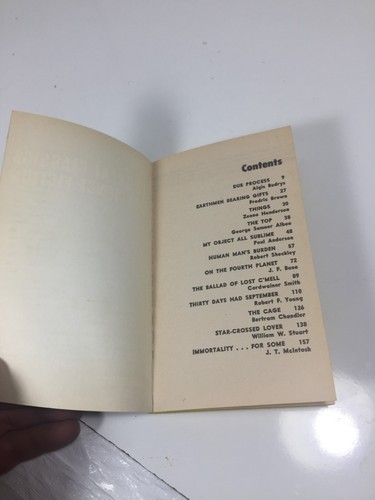 Contents
DUE PROCESS 9
Algis Budrys
EARTHMEN BEARING GIFTS 27
Fredric Brown
THINGS 30
Zenna Henderson
THE TOP 38
George Sumner Albee
MY OBJECT ALL SUBLIME 48
Poul Anderson
HUMAN MAN'S BURDEN 57
Robert Sheckley
ON THE FOURTH PLANET 72
J. F. Bone
THE BALLAD OF LOST C'MELL 89
Cordwainer Smith
THIRTY DAYS HAD SEPTEMBER 110
Robert F. Young
THE CAGE 126
Bertram Chandler
STAR-CROSSED LOVER 138
William W. Stuart
IMMORTALITY . . . FOR SOME 157
J. T. McIntosh